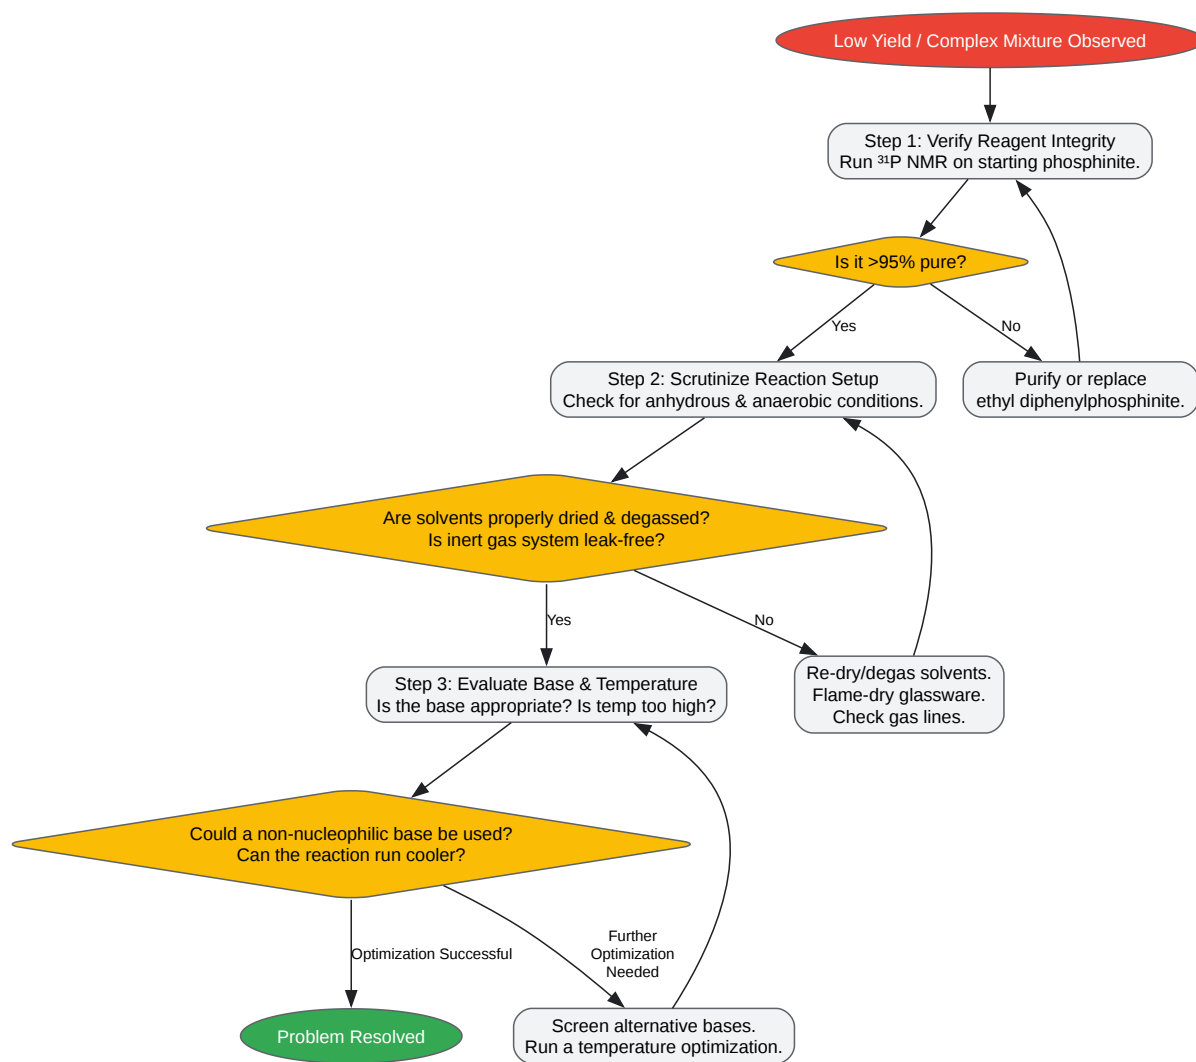 Low Yield / Complex Mixture Observed
Step 1: Verify Reagent Integrity
Run ³¹P NMR on starting phosphinite.
Is it >95% pure?
Yes
No
Step 2: Scrutinize Reaction Setup
Check for anhydrous & anaerobic conditions.
Purify or replace
ethyl diphenylphosphinite.
Are solvents properly dried & degassed?
Is inert gas system leak-free?
Yes
No
Step 3: Evaluate Base & Temperature
Is the base appropriate? Is temp too high?
Re-dry/degas solvents.
Flame-dry glassware.
Check gas lines.
Could a non-nucleophilic base be used?
Can the reaction run cooler?
Optimization Successful
Further
Optimization
Needed
Problem Resolved
Screen alternative bases.
Run a temperature optimization.